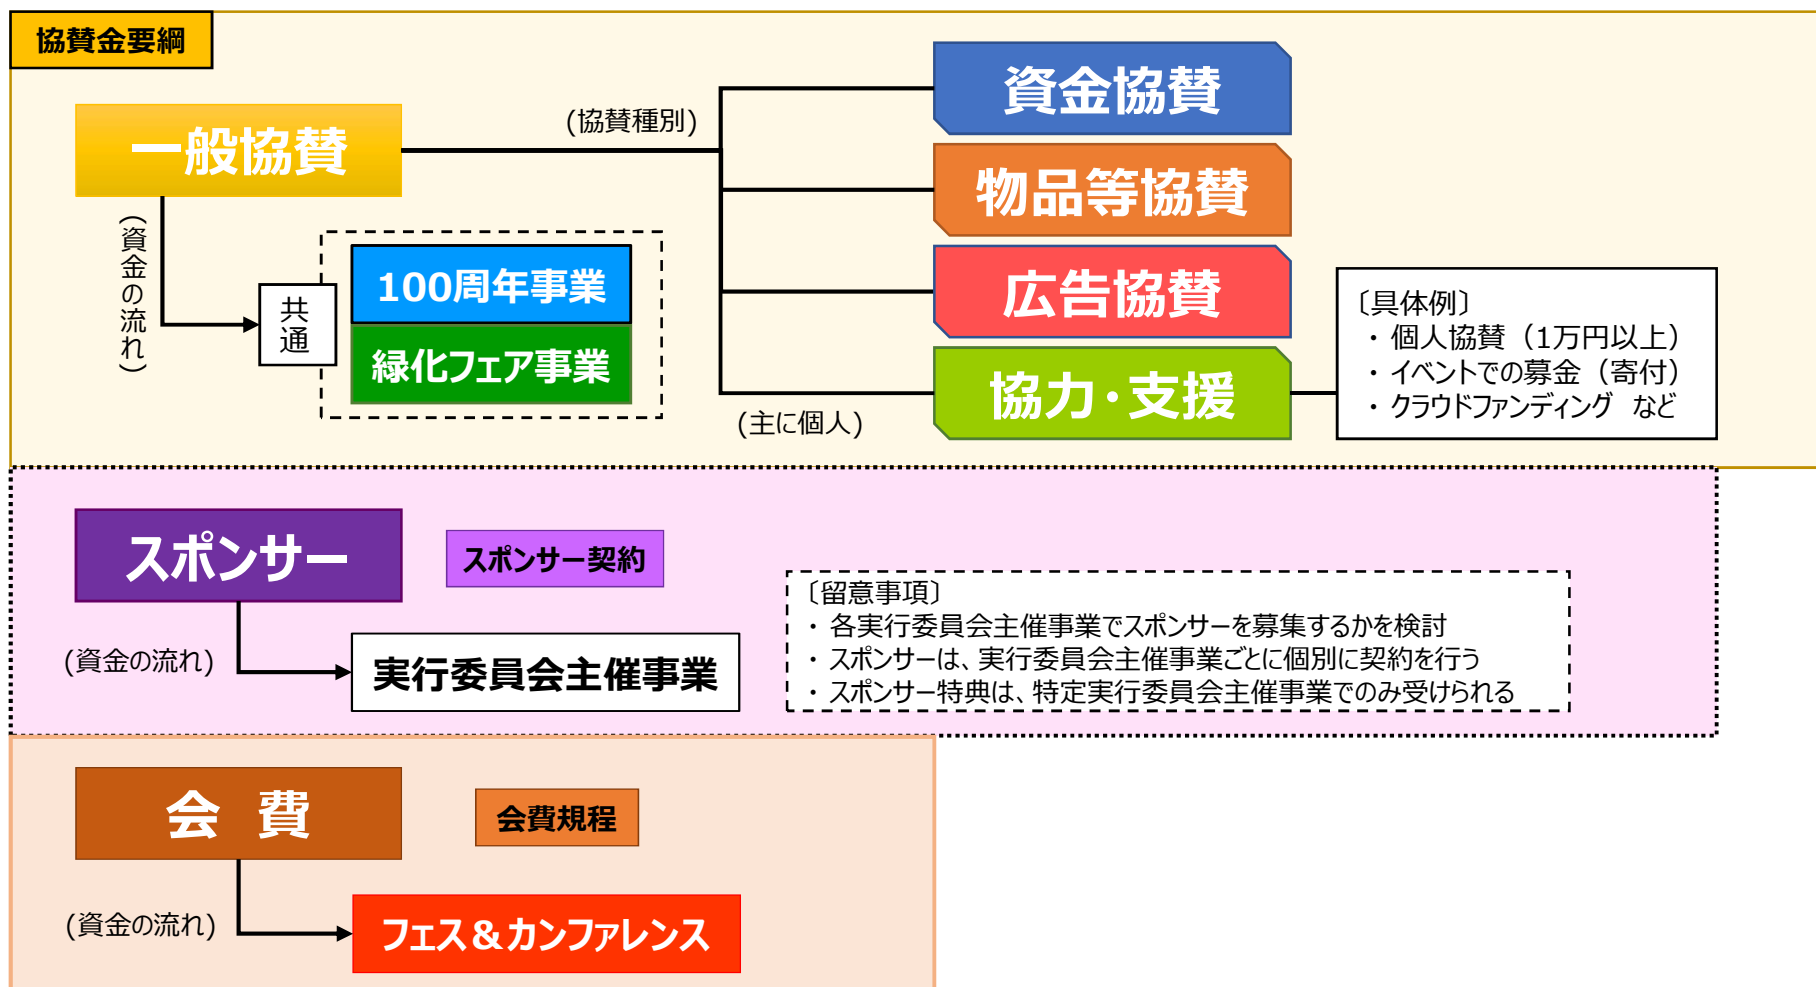 協賛金要綱
一般協賛
(協賛種別)
資金協賛
物品等協賛
広告協賛
協力・支援
(主に個人)
(資金の流れ)
共通
100周年事業
緑化フェア事業
〔具体例〕
・個人協賛（1万円以上）
・イベントでの募金（寄付）
・クラウドファンディング など
スポンサー
スポンサー契約
(資金の流れ)
実行委員会主催事業
〔留意事項〕
・各実行委員会主催事業でスポンサーを募集するかを検討
・スポンサーは、実行委員会主催事業ごとに個別に契約を行う
・スポンサー特典は、特定実行委員会主催事業でのみ受けられる
会 費
会費規程
(資金の流れ)
フェス＆カンファレンス